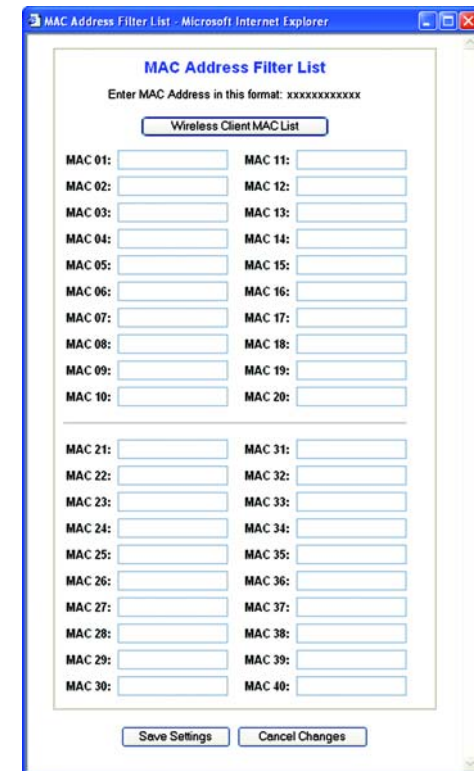 MAC Address Filter List - Microsoft Internet Explorer
MAC Address Filter List
Enter MAC Address in this format: xxxxxxxxxxxx
Wireless Client MAC List
MAC 01: MAC 11:
MAC 02: MAC 12:
MAC 03: MAC 13:
MAC 04: MAC 14:
MAC 05: MAC 15:
MAC 06: MAC 16:
MAC 07: MAC 17:
MAC 08: MAC 18:
MAC 09: MAC 19:
MAC 10: MAC 20:
MAC 21: MAC 31:
MAC 22: MAC 32:
MAC 23: MAC 33:
MAC 24: MAC 34:
MAC 25: MAC 35:
MAC 26: MAC 36:
MAC 27: MAC 37:
MAC 28: MAC 38:
MAC 29: MAC 39:
MAC 30: MAC 40:
Save Settings Cancel Changes